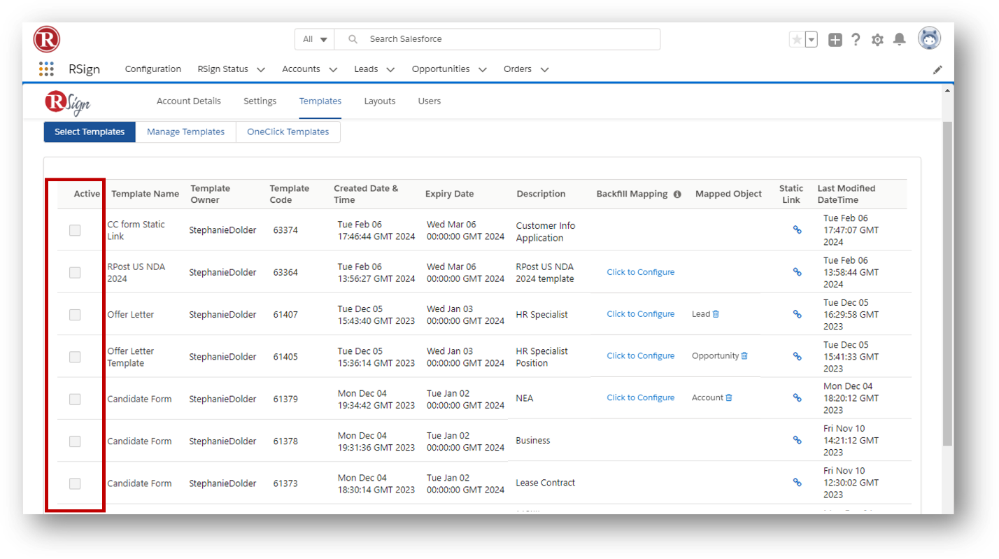 R
All
Search Salesforce
RSign Configuration RSign Status Accounts Leads Opportunities Orders
RSign Account Details Settings Templates Layouts Users
Select Templates Manage Templates OneClick Templates
Active Template Name Template Owner Template Code Created Date & Time Expiry Date Description Backfill Mapping Mapped Object Static Link Last Modified DateTime
CC form Static Link StephanieDolder 63374 Tue Feb 06 17:46:44 GMT 2024 Wed Mar 06 00:00:00 GMT 2024 Customer Info Application Tue Feb 06 17:47:07 GMT 2024
RPost US NDA 2024 StephanieDolder 63364 Tue Feb 06 13:56:27 GMT 2024 Wed Mar 06 00:00:00 GMT 2024 RPost US NDA 2024 template Click to Configure Tue Feb 06 13:58:44 GMT 2024
Offer Letter StephanieDolder 61407 Tue Dec 05 15:43:40 GMT 2023 Wed Jan 03 00:00:00 GMT 2024 HR Specialist Click to Configure Lead Tue Dec 05 16:29:58 GMT 2023
Offer Letter Template StephanieDolder 61405 Tue Dec 05 15:36:14 GMT 2023 Wed Jan 03 00:00:00 GMT 2024 HR Specialist Position Click to Configure Opportunity Tue Dec 05 15:41:33 GMT 2023
Candidate Form StephanieDolder 61379 Mon Dec 04 19:34:42 GMT 2023 Tue Jan 02 00:00:00 GMT 2024 NEA Click to Configure Account Mon Dec 04 18:20:12 GMT 2023
Candidate Form StephanieDolder 61378 Mon Dec 04 19:31:36 GMT 2023 Tue Jan 02 00:00:00 GMT 2024 Business Fri Nov 10 14:21:12 GMT 2023
Candidate Form StephanieDolder 61373 Mon Dec 04 18:30:14 GMT 2023 Tue Jan 02 00:00:00 GMT 2024 Lease Contract Fri Nov 10 12:30:02 GMT 2023